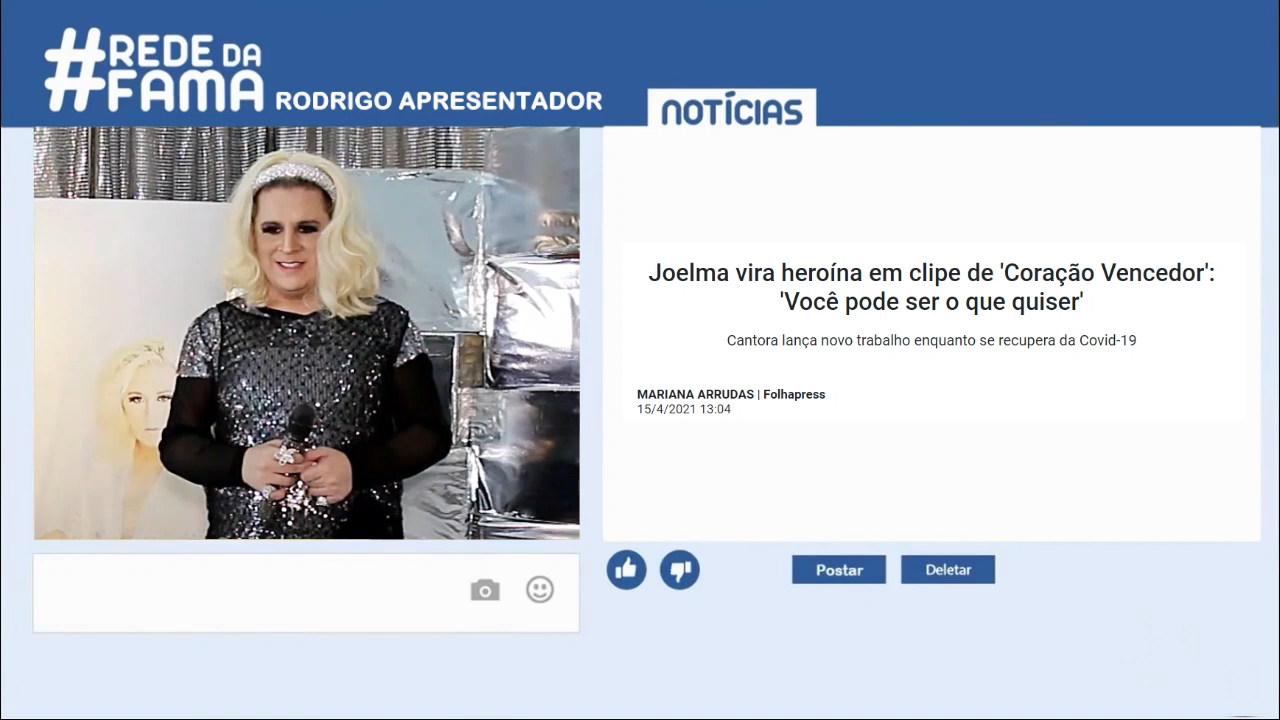 #REDE DA
FAMA
RODRIGO APRESENTADOR
NOTÍCIAS
Joelma vira heroína em clipe de 'Coração Vencedor':
'Você pode ser o que quiser'
Cantora lança novo trabalho enquanto se recupera da Covid-19
MARIANA ARRUDAS | Folhapress
15/4/2021 13:04
Postar
Deletar